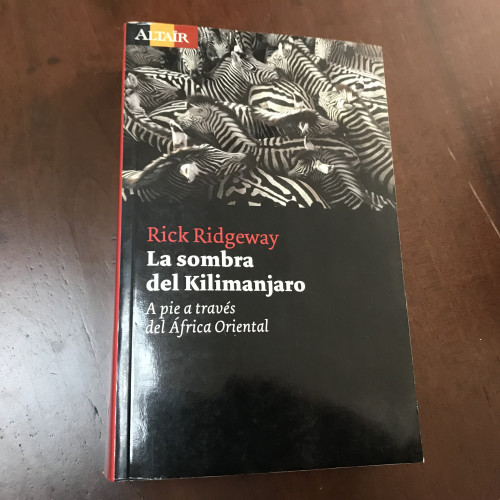 ALTAÏR
Rick Ridgeway
La sombra
del Kilimanjaro
A pie a través
del África Oriental